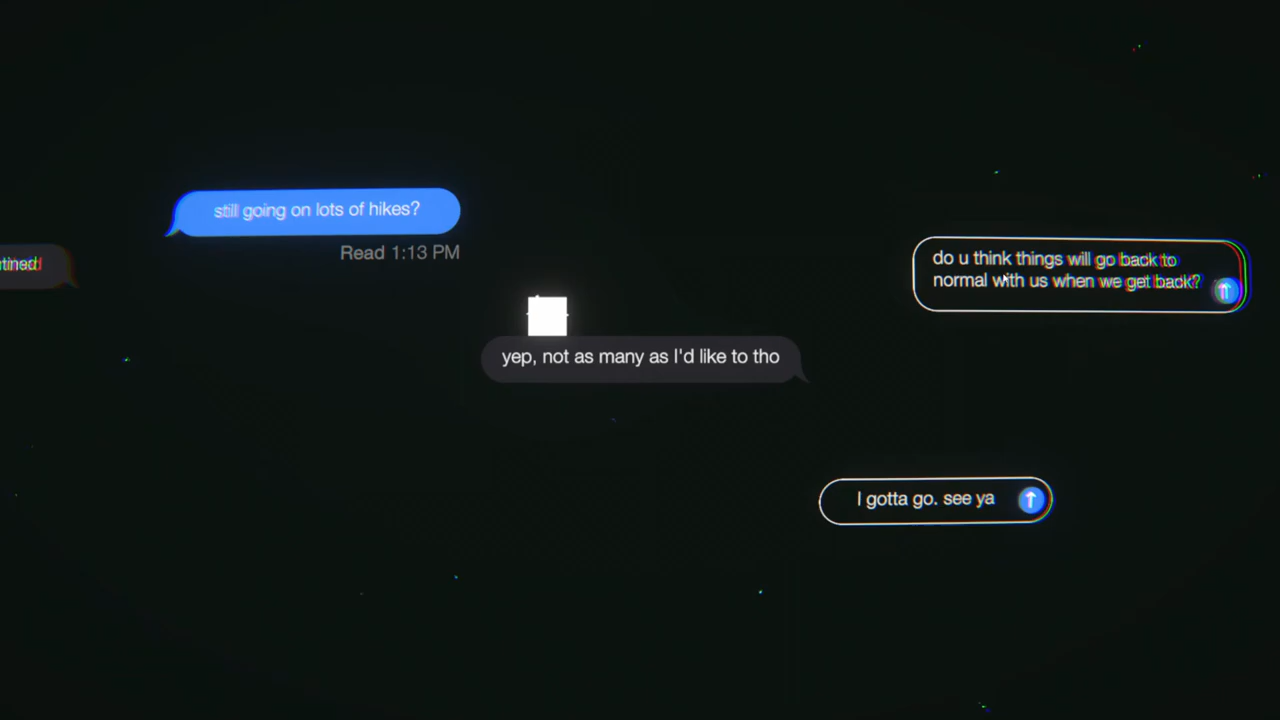 still going on lots of hikes?
Read 1:13 PM
do u think things will go back to
normal with us when we get back?
yep, not as many as I'd like to tho
I gotta go. see ya